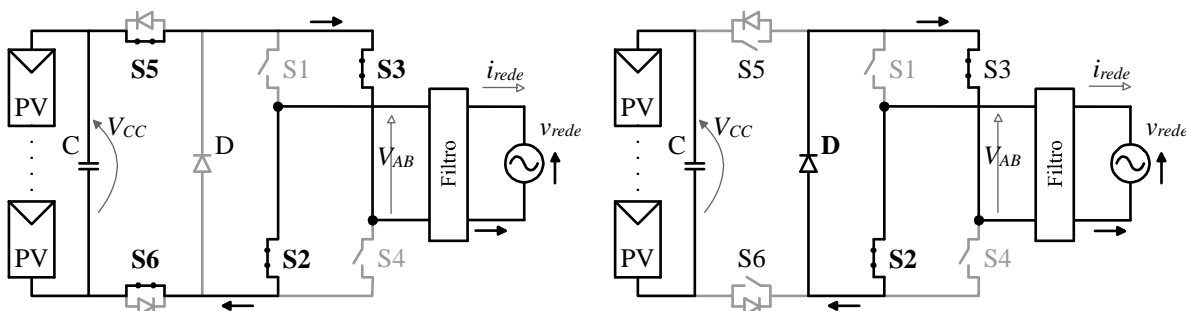 S5
S1
S3
PV
C
V_CC
D
V_AB
Filtro
i_rede
v_rede
PV
S6
S2
S4
S5
S1
S3
PV
C
V_CC
D
V_AB
Filtro
i_rede
v_rede
PV
S6
S2
S4